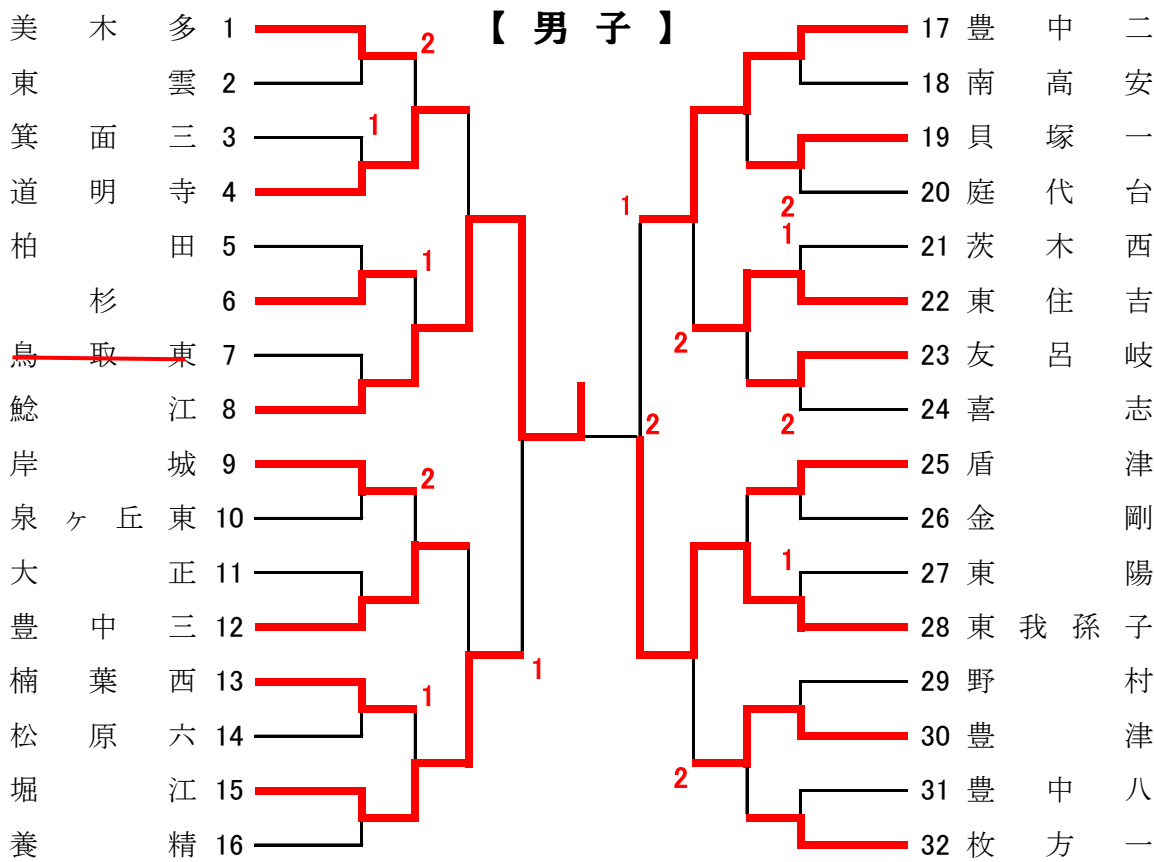 【 男 子 】
美木多 1
2
東雲 2
箕面三 3
1
道明寺 4
柏田 5
1
杉 6
鳥取東 7
鯰江 8
岸城 9
2
泉ヶ丘東 10
大正 11
豊中三 12
楠葉西 13
1
1
松原六 14
堀江 15
養精 16
17 豊中二
18 南高安
19 貝塚一
20 庭代台
2
1
1
21 茨木西
22 東住吉
2
23 友呂岐
24 喜志
2
2
25 盾津
26 金剛
1
27 東陽
28 東我孫子
29 野村
30 豊津
2
31 豊中八
32 枚方一